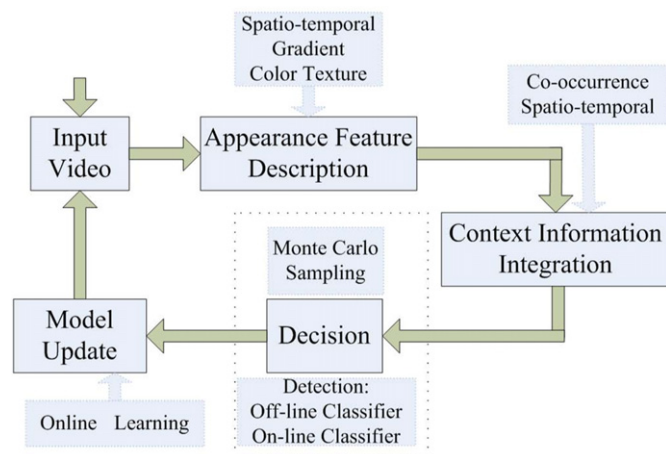 Spatio-temporal
Gradient
Color Texture
Co-occurrence
Spatio-temporal
Input
Video
Appearance Feature
Description
Context Information
Integration
Monte Carlo
Sampling
Model
Update
Decision
Detection:
Off-line Classifier
On-line Classifier
Online Learning